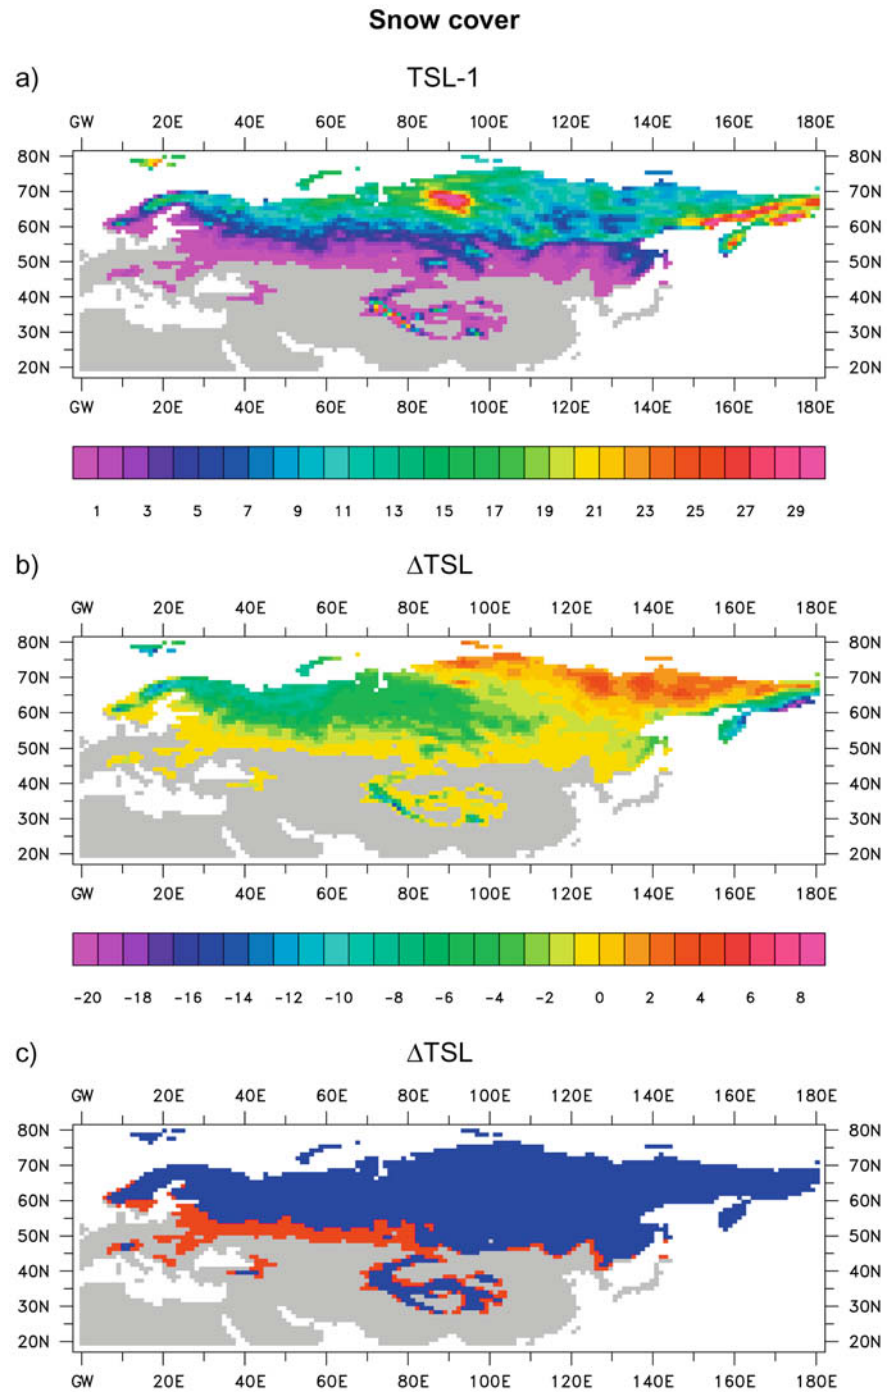 Snow cover
a) TSL-1
GW 20E 40E 60E 80E 100E 120E 140E 160E 180E
80N 80N
70N 70N
60N 60N
50N 50N
40N 40N
30N 30N
20N 20N
GW 20E 40E 60E 80E 100E 120E 140E 160E 180E
1 3 5 7 9 11 13 15 17 19 21 23 25 27 29
b) ΔTSL
GW 20E 40E 60E 80E 100E 120E 140E 160E 180E
80N 80N
70N 70N
60N 60N
50N 50N
40N 40N
30N 30N
20N 20N
GW 20E 40E 60E 80E 100E 120E 140E 160E 180E
-20 -18 -16 -14 -12 -10 -8 -6 -4 -2 0 2 4 6 8
c) ΔTSL
GW 20E 40E 60E 80E 100E 120E 140E 160E 180E
80N 80N
70N 70N
60N 60N
50N 50N
40N 40N
30N 30N
20N 20N
GW 20E 40E 60E 80E 100E 120E 140E 160E 180E